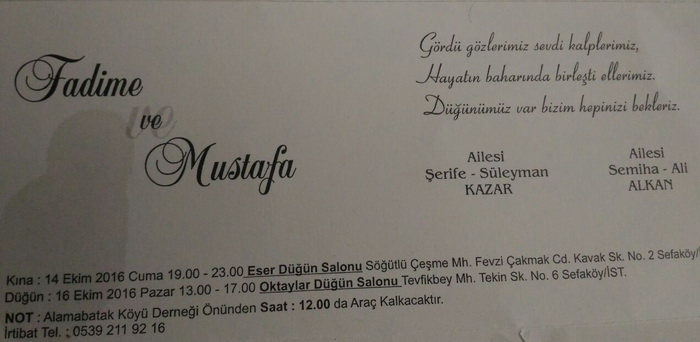 Fadime
ve
Mustafa
Gördü gözlerimiz sevdi kalplerimiz,
Hayatın baharında birleşti ellerimiz.
Düğünümüz var bizim hepinizi bekleriz.
Ailesi
Şerife - Süleyman
KAZAR
Ailesi
Semiha - Ali
ALKAN
Kına : 14 Ekim 2016 Cuma 19.00 - 23.00 Eser Düğün Salonu Söğütlü Çeşme Mh. Fevzi Çakmak Cd. Kavak Sk. No. 2 Sefaköy/
Düğün : 16 Ekim 2016 Pazar 13.00 - 17.00 Oktaylar Düğün Salonu Tevfikbey Mh. Tekin Sk. No. 6 Sefaköy/İST.
NOT : Alamabatak Köyü Derneği Önünden Saat : 12.00 da Araç Kalkacaktır.
İrtibat Tel. : 0539 211 92 16